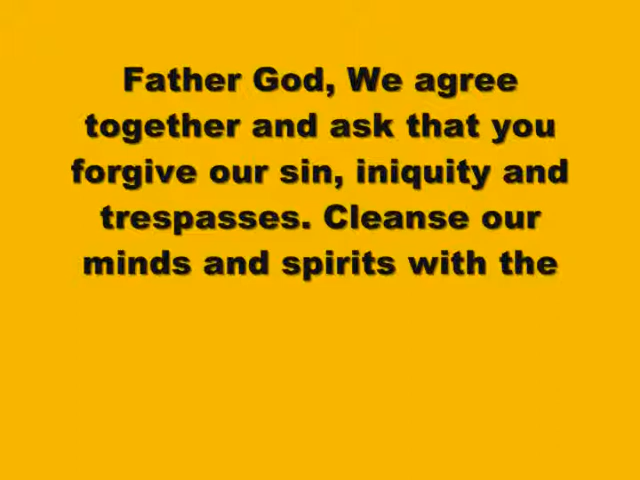 Father God, We agree
together and ask that you
forgive our sin, iniquity and
trespasses. Cleanse our
minds and spirits with the